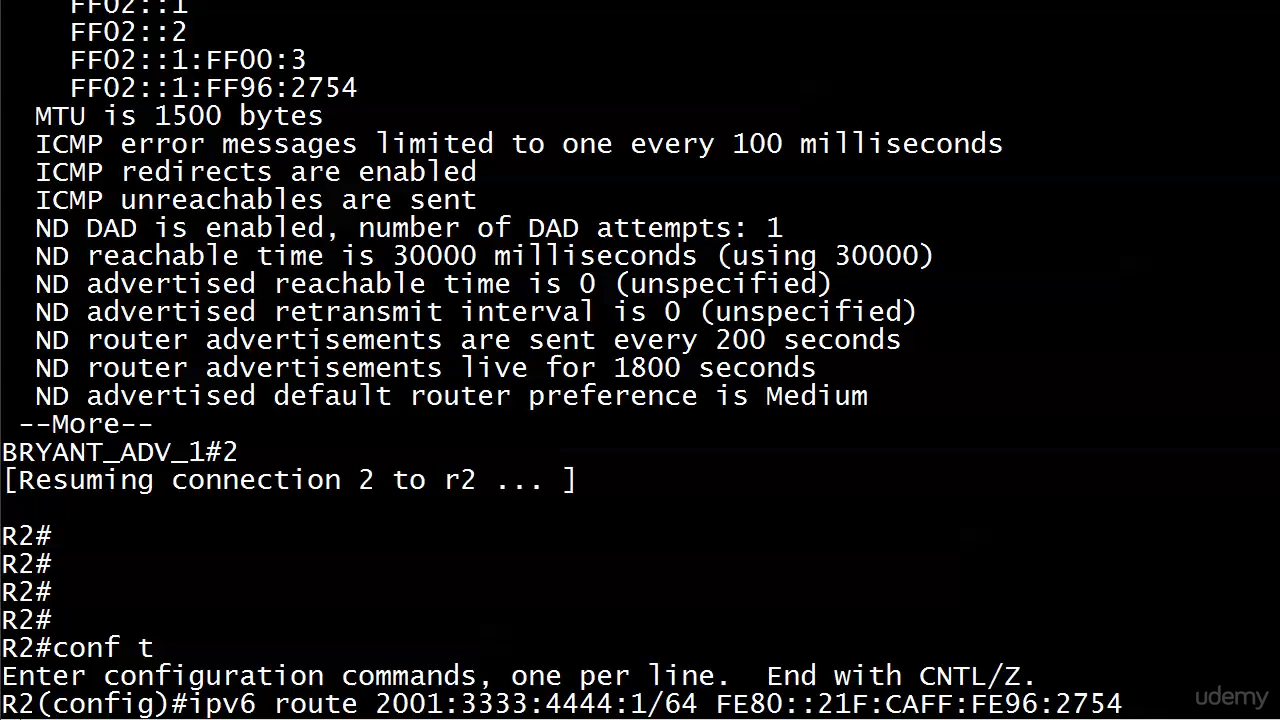 FF02::1
FF02::2
FF02::1:FF00:3
FF02::1:FF96:2754
MTU is 1500 bytes
ICMP error messages limited to one every 100 milliseconds
ICMP redirects are enabled
ICMP unreachables are sent
ND DAD is enabled, number of DAD attempts: 1
ND reachable time is 30000 milliseconds (using 30000)
ND advertised reachable time is 0 (unspecified)
ND advertised retransmit interval is 0 (unspecified)
ND router advertisements are sent every 200 seconds
ND router advertisements live for 1800 seconds
ND advertised default router preference is Medium
--More--
BRYANT_ADV_1#2
[Resuming connection 2 to r2 ... ]
R2#
R2#
R2#
R2#
R2#conf t
Enter configuration commands, one per line.  End with CNTL/Z.
R2(config)#ipv6 route 2001:3333:4444:1/64 FE80::21F:CAFF:FE96:2754
udemy